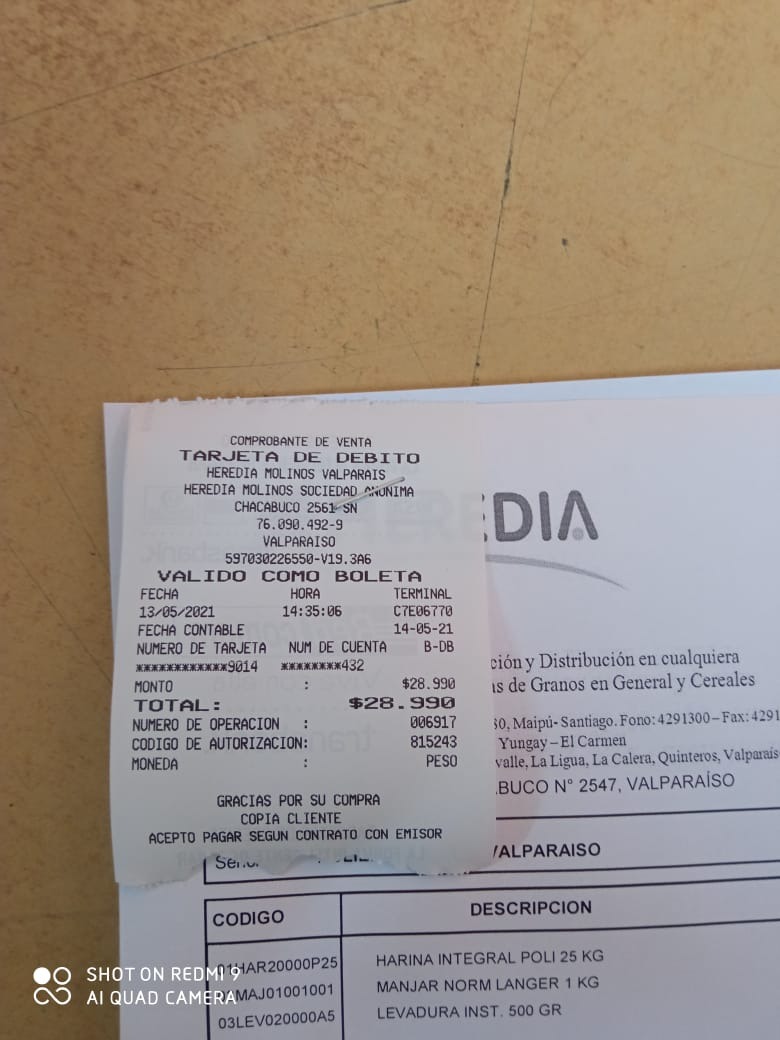 COMPROBANTE DE VENTA
TARJETA DE DEBITO
HEREDIA MOLINOS VALPARAIS
HEREDIA MOLINOS SOCIEDAD ANONIMA
CHACABUCO 2561 SN
76.090.492-9
VALPARAISO
597030226550-V19.3A6
VALIDO COMO BOLETA
FECHA HORA TERMINAL
13/05/2021 14:35:06 C7E06770
FECHA CONTABLE 14-05-21
NUMERO DE TARJETA NUM DE CUENTA B-DB
************9014 ********432
MONTO : $28.990
TOTAL: $28.990
NUMERO DE OPERACION : 006917
CODIGO DE AUTORIZACION: 815243
MONEDA : PESO
GRACIAS POR SU COMPRA
COPIA CLIENTE
ACEPTO PAGAR SEGUN CONTRATO CON EMISOR
EDIA
ción y Distribución en cualquiera
as de Granos en General y Cereales
30, Maipú- Santiago. Fono: 4291300 – Fax: 4291
Yungay – El Carmen
valle, La Ligua, La Calera, Quinteros, Valparaís
BUCO N° 2547, VALPARAÍSO
VALPARAISO
CODIGO DESCRIPCION
01HAR20000P25 HARINA INTEGRAL POLI 25 KG
MAJ01001001 MANJAR NORM LANGER 1 KG
03LEV020000A5 LEVADURA INST. 500 GR
SHOT ON REDMI 9
AI QUAD CAMERA